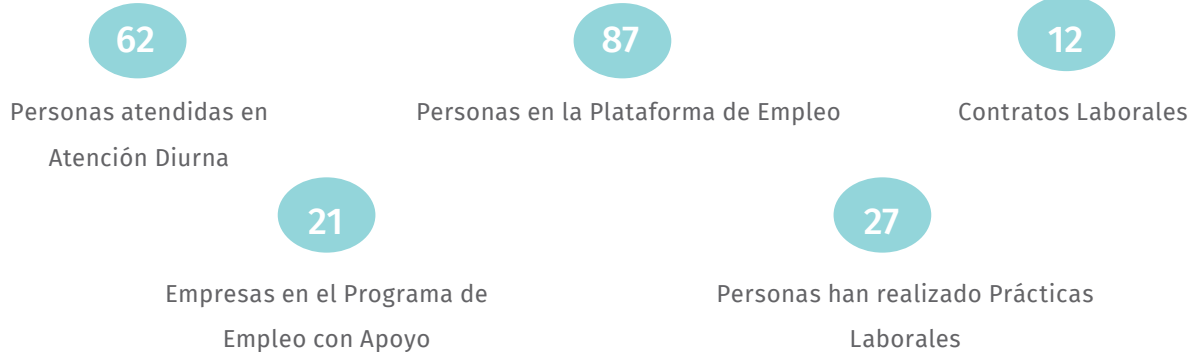 62
Personas atendidas en
Atención Diurna
87
Personas en la Plataforma de Empleo
12
Contratos Laborales
21
Empresas en el Programa de
Empleo con Apoyo
27
Personas han realizado Prácticas
Laborales